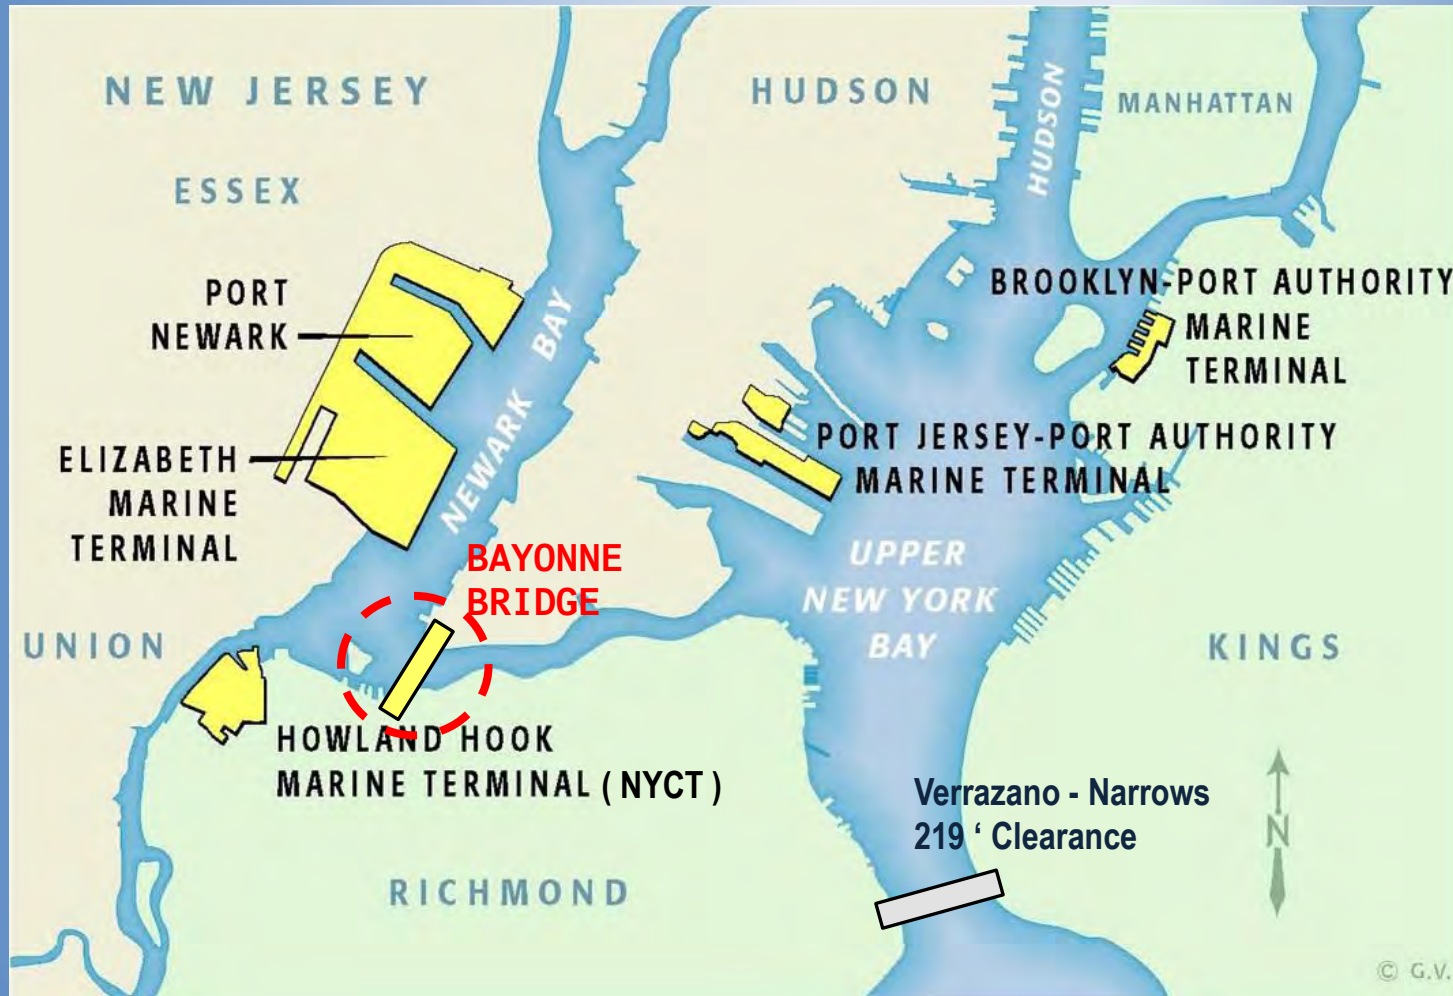 NEW JERSEY
HUDSON
MANHATTAN
HUDSON
ESSEX
PORT
NEWARK
BROOKLYN-PORT AUTHORITY
MARINE
TERMINAL
NEWARK BAY
ELIZABETH
MARINE
TERMINAL
PORT JERSEY-PORT AUTHORITY
MARINE TERMINAL
BAYONNE
BRIDGE
UPPER
NEW YORK
BAY
UNION
KINGS
HOWLAND HOOK
MARINE TERMINAL ( NYCT )
Verrazano - Narrows
219 ‘ Clearance
N
RICHMOND
© G.V.